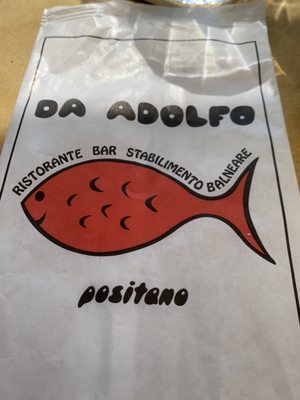 DA ADOLFO
RISTORANTE BAR STABILIMENTO BALNEARE
positano